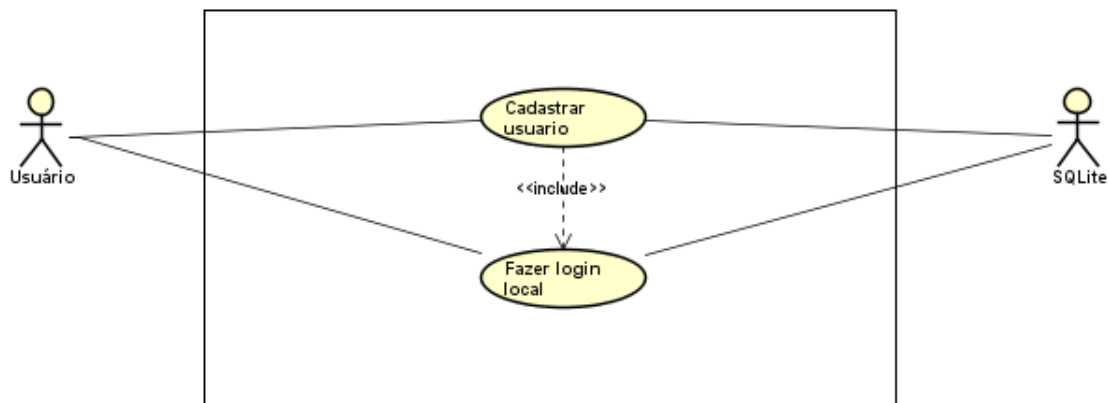 Cadastrar
usuario
Usuário
SQLite
<<include>>
Fazer login
local